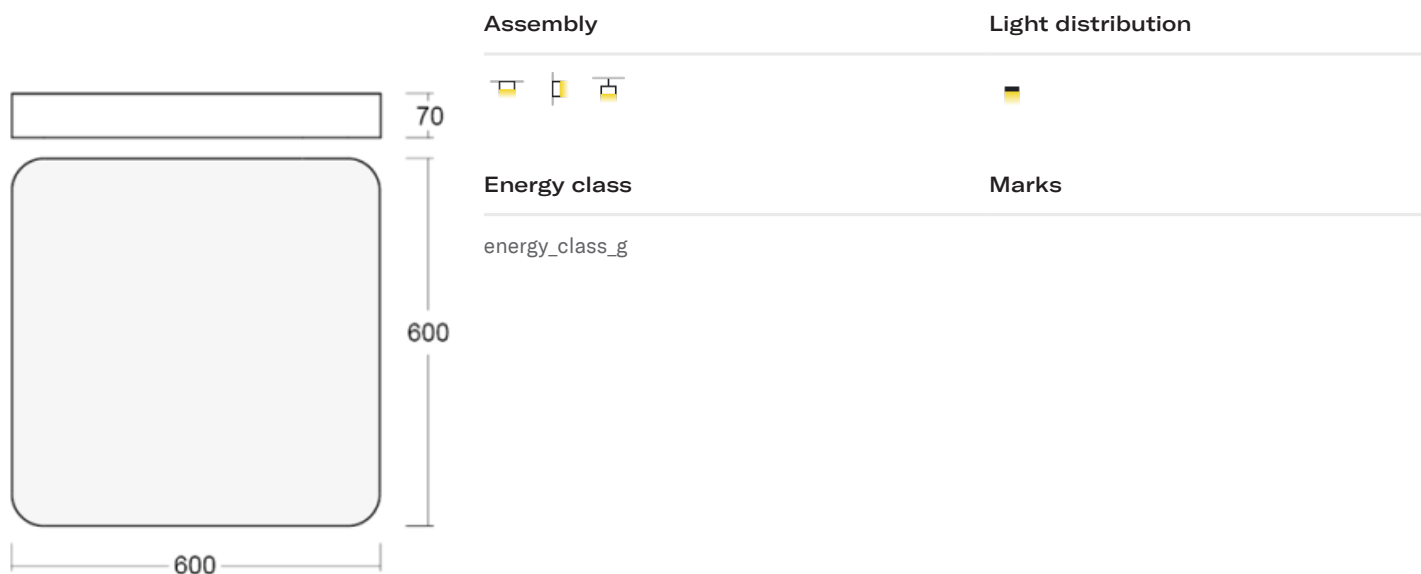 Assembly
Light distribution
70
Energy class
Marks
energy_class_g
600
600